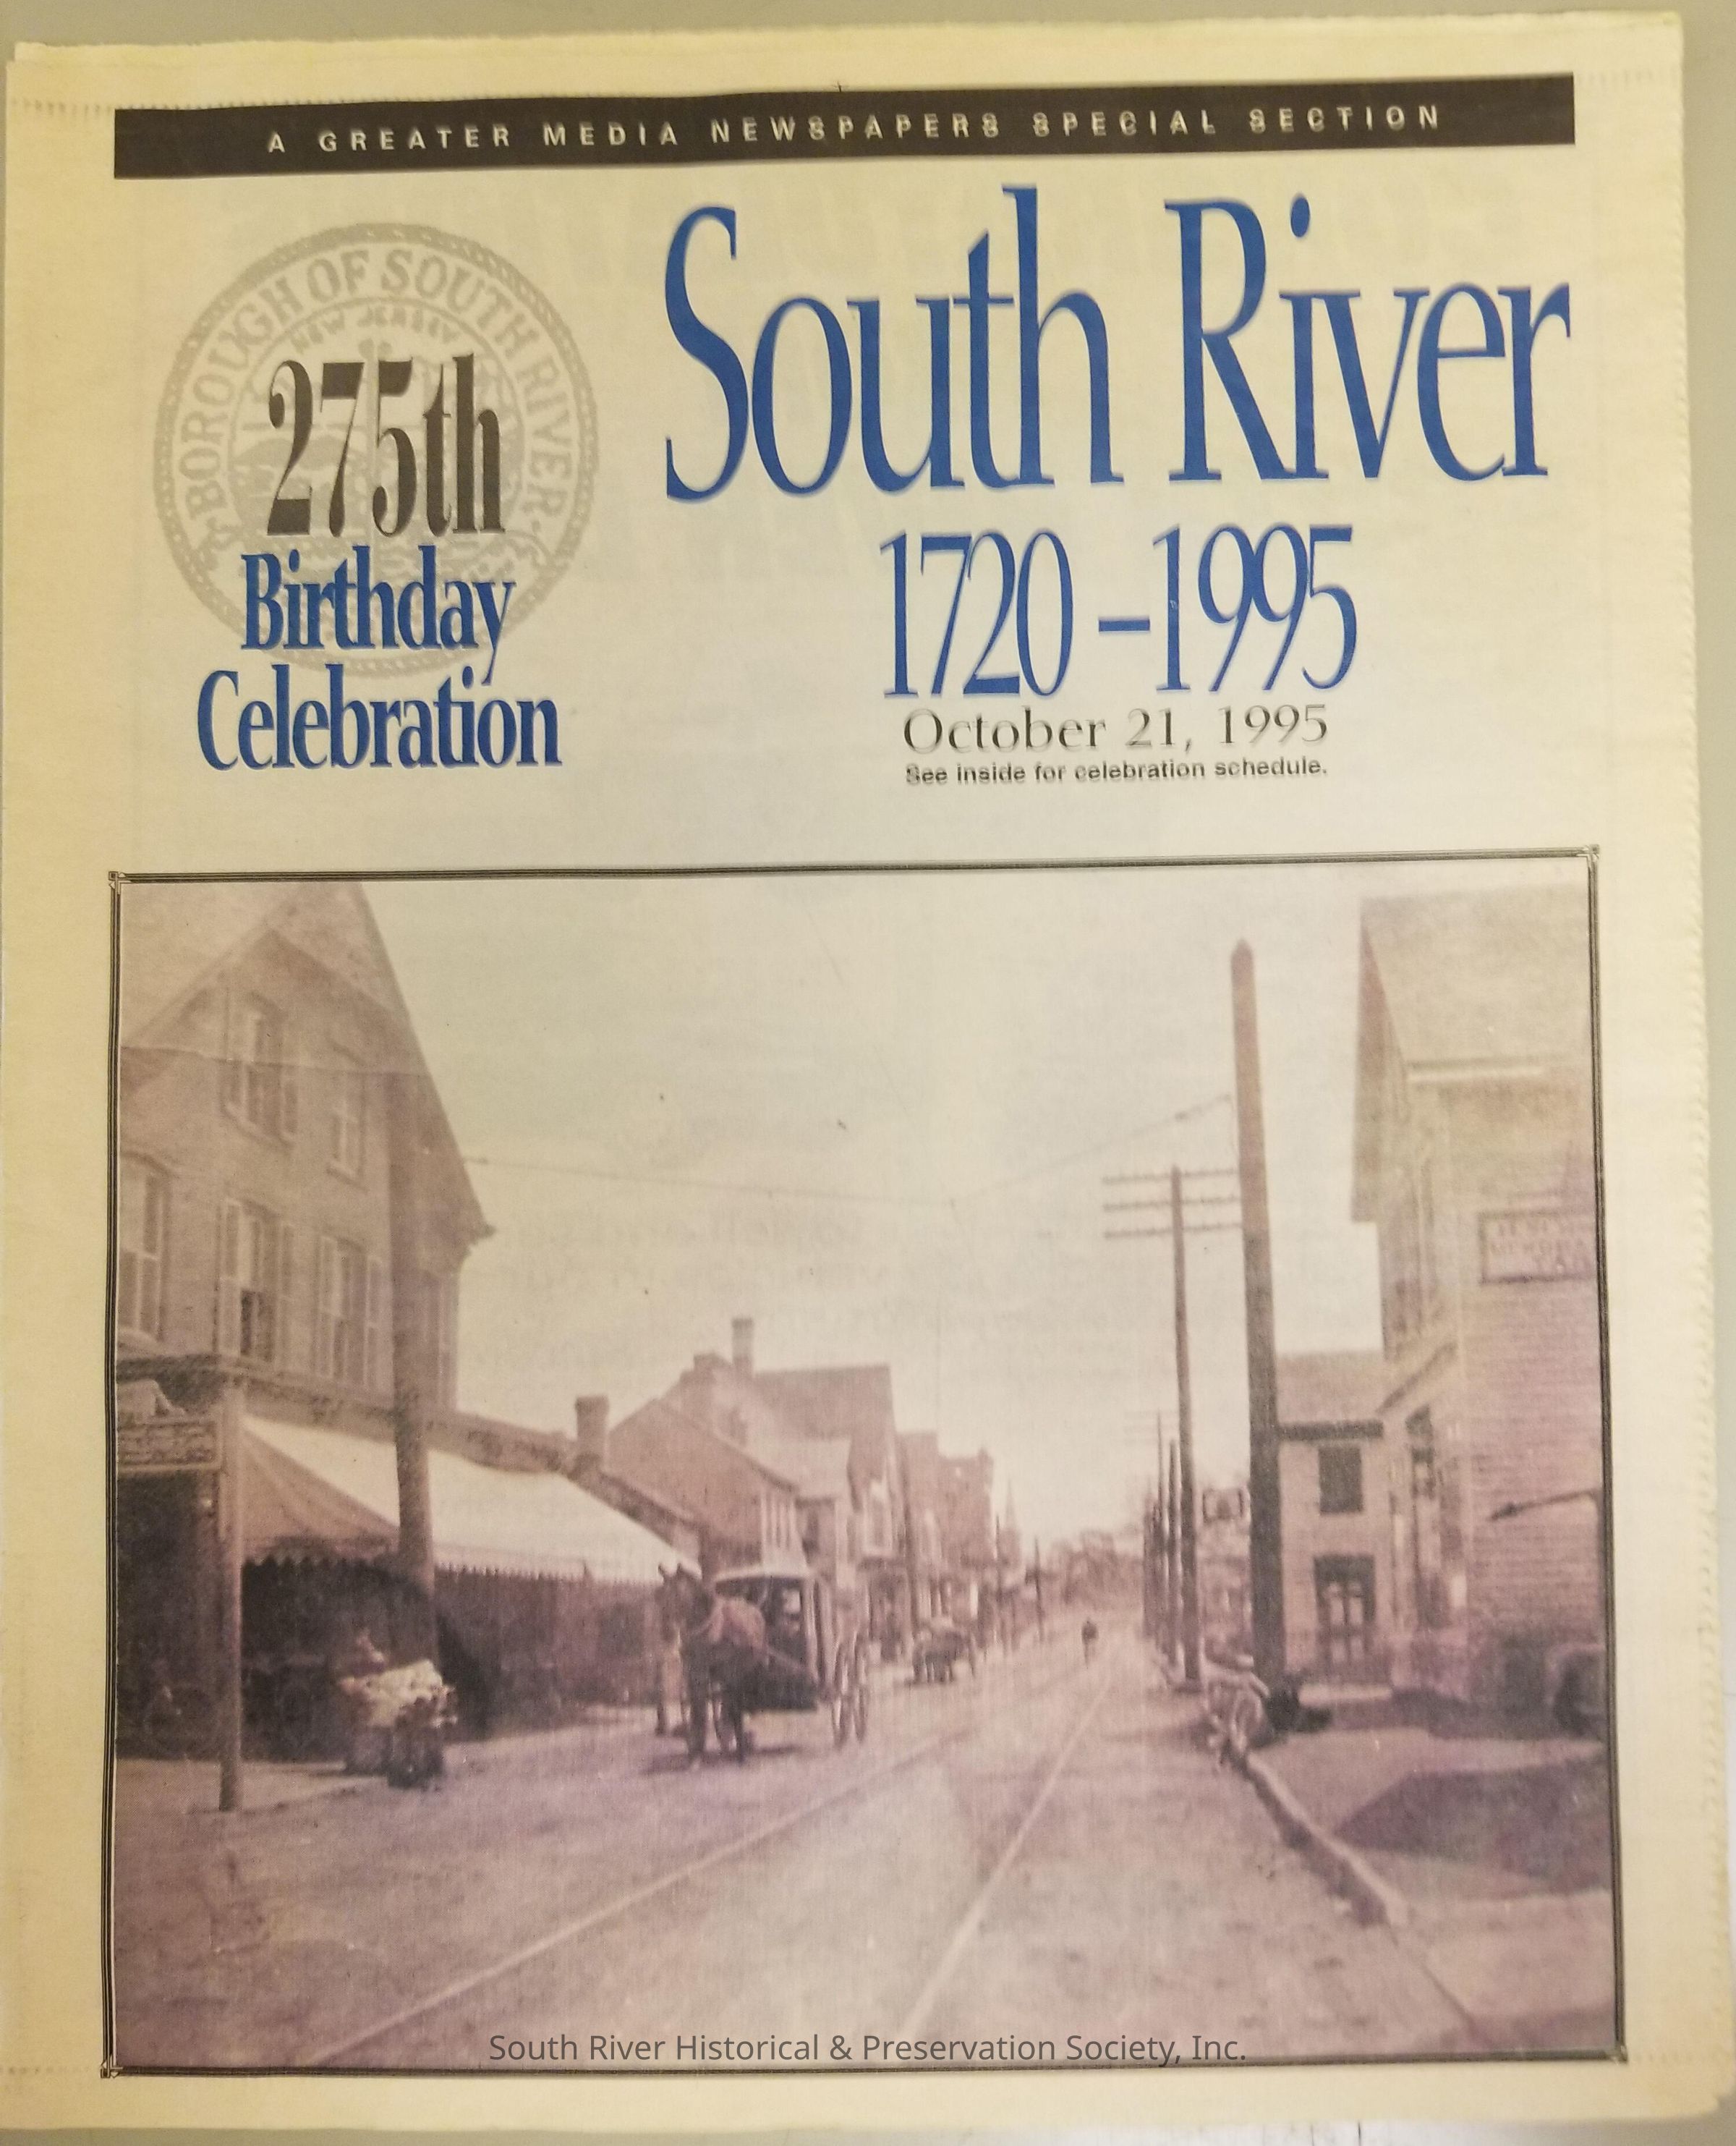 A GREATER MEDIA NEWSPAPERS SPECIAL SECTION
BOROUGH OF SOUTH RIVER
NEW JERSEY
275th
Birthday
Celebration
South River
1720 – 1995
October 21, 1995
See inside for celebration schedule.
South River Historical & Preservation Society, Inc.